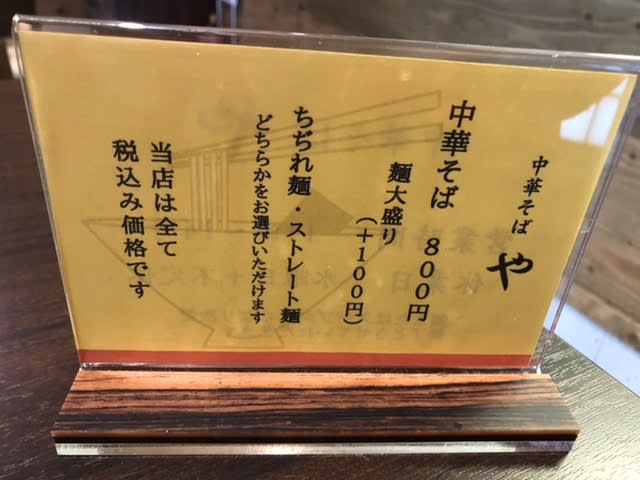 中華そば
や
中華そば　８００円
麺大盛り（＋１００円）
ちぢれ麺・ストレート麺
どちらかをお選びいただけます
当店は全て
税込み価格です